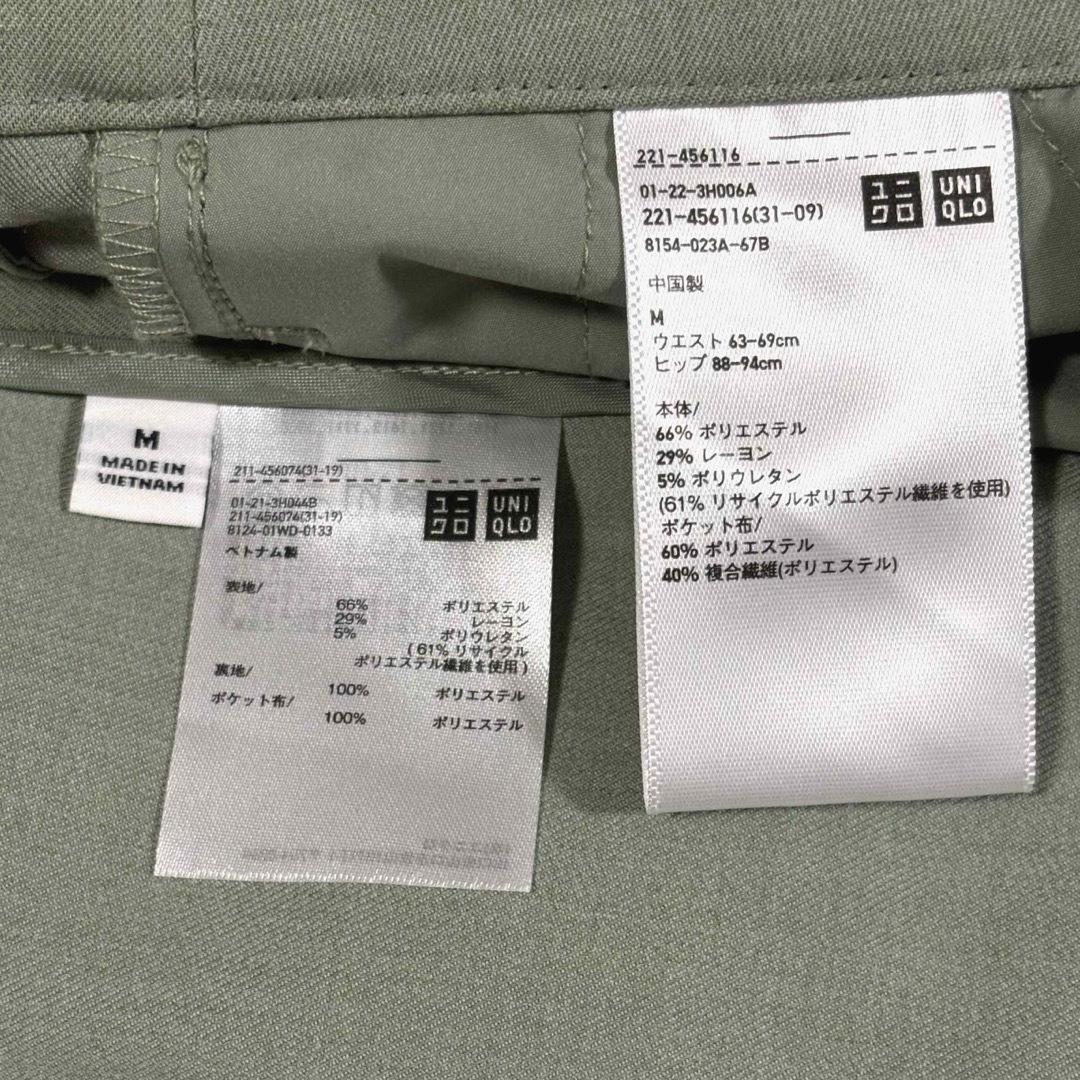 M
MADE IN
VIETNAM
211-456074(31-19)
01-21-3H044B
211-456074(31-19)
8124-01WD-0133
ユニ
クロ
UNI
QLO
ベトナム製
表地/
66% ポリエステル
29% レーヨン
5% ポリウレタン
(61% リサイクル
ポリエステル繊維を使用)
裏地/
100% ポリエステル
ポケット布/
100% ポリエステル
221-456116
01-22-3H006A
221-456116(31-09)
8154-023A-67B
ユニ
クロ
UNI
QLO
中国製
M
ウエスト 63-69cm
ヒップ 88-94cm
本体/
66% ポリエステル
29% レーヨン
5% ポリウレタン
(61% リサイクルポリエステル繊維を使用)
ポケット布/
60% ポリエステル
40% 複合繊維(ポリエステル)